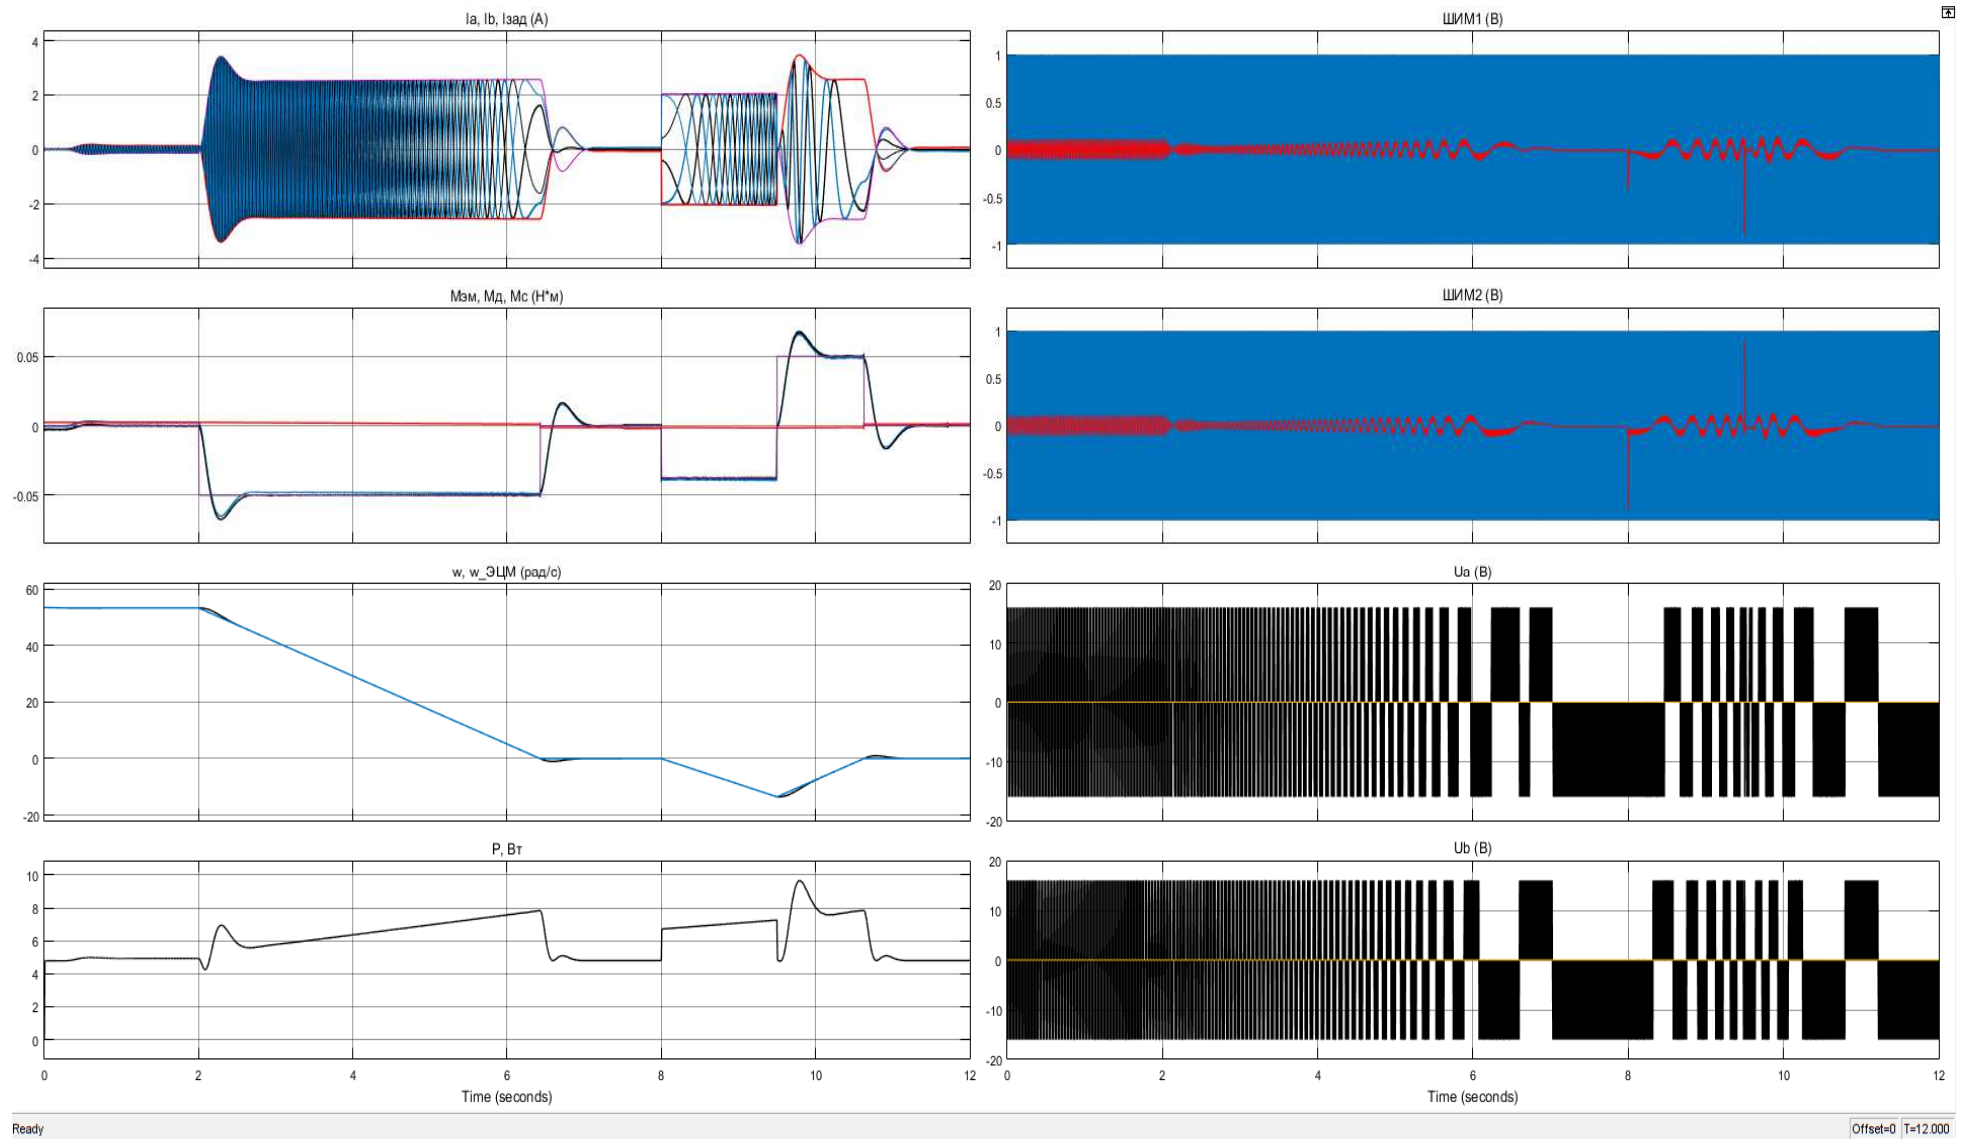 Ia, Ib, Iзад (А)
4
2
0
-2
-4
Мэм, Мд, Мс (Н*м)
0.05
0
-0.05
w, w_ЭЦМ (рад/с)
60
40
20
0
-20
P, Вт
10
8
6
4
2
0
0 2 4 6 8 10 12
Time (seconds)
ШИМ1 (В)
1
0.5
0
-0.5
-1
ШИМ2 (В)
1
0.5
0
-0.5
-1
Ua (В)
20
10
0
-10
-20
Ub (В)
20
10
0
-10
-20
0 2 4 6 8 10 12
Time (seconds)
Ready
Offset=0 T=12.000